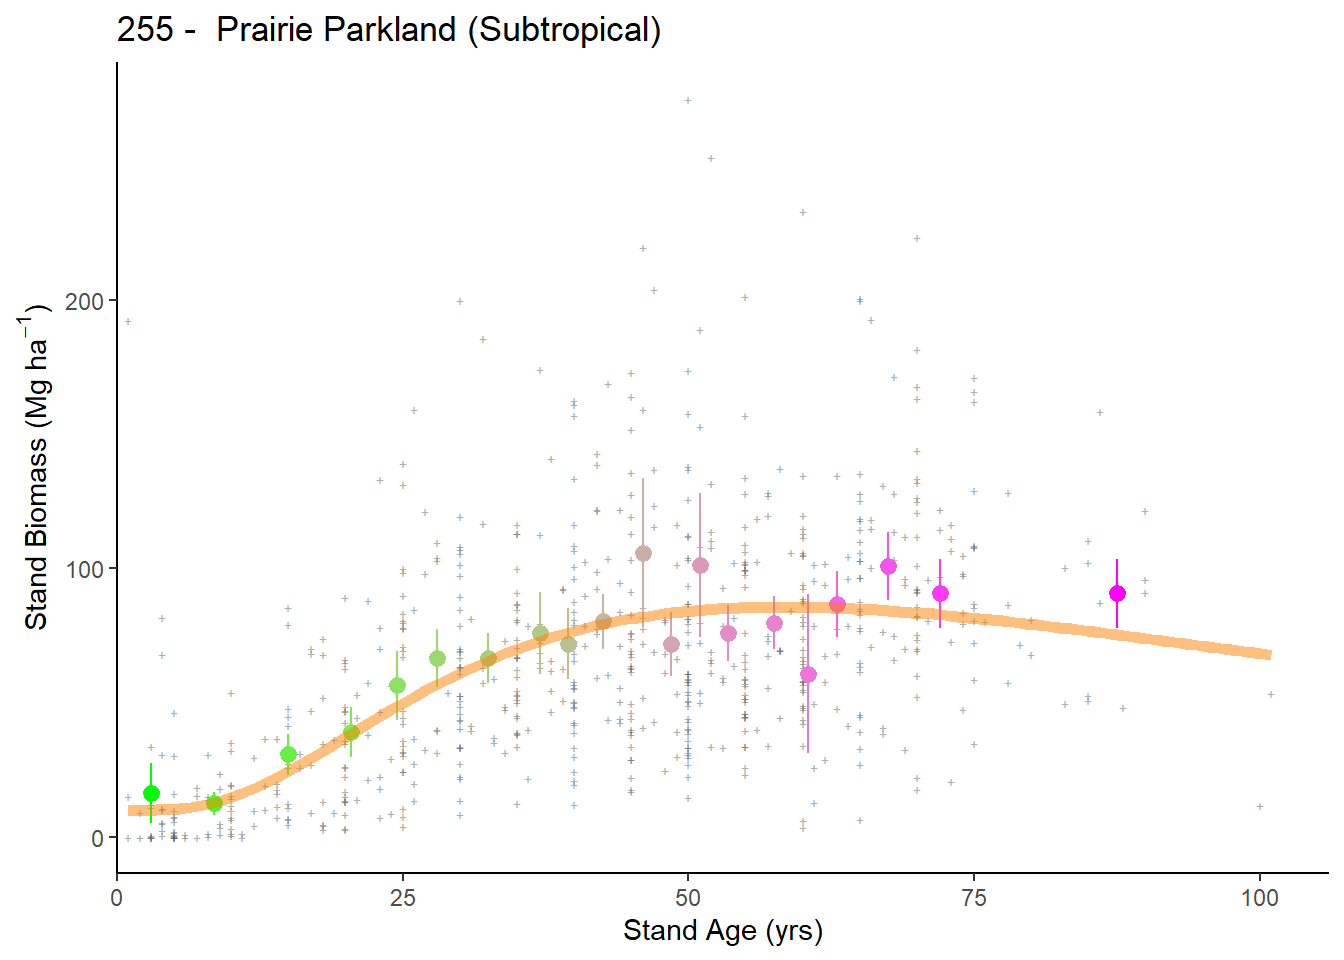 255 -  Prairie Parkland (Subtropical)
Stand Biomass (Mg ha⁻¹)
200
100
0
0 25 50 75 100
Stand Age (yrs)